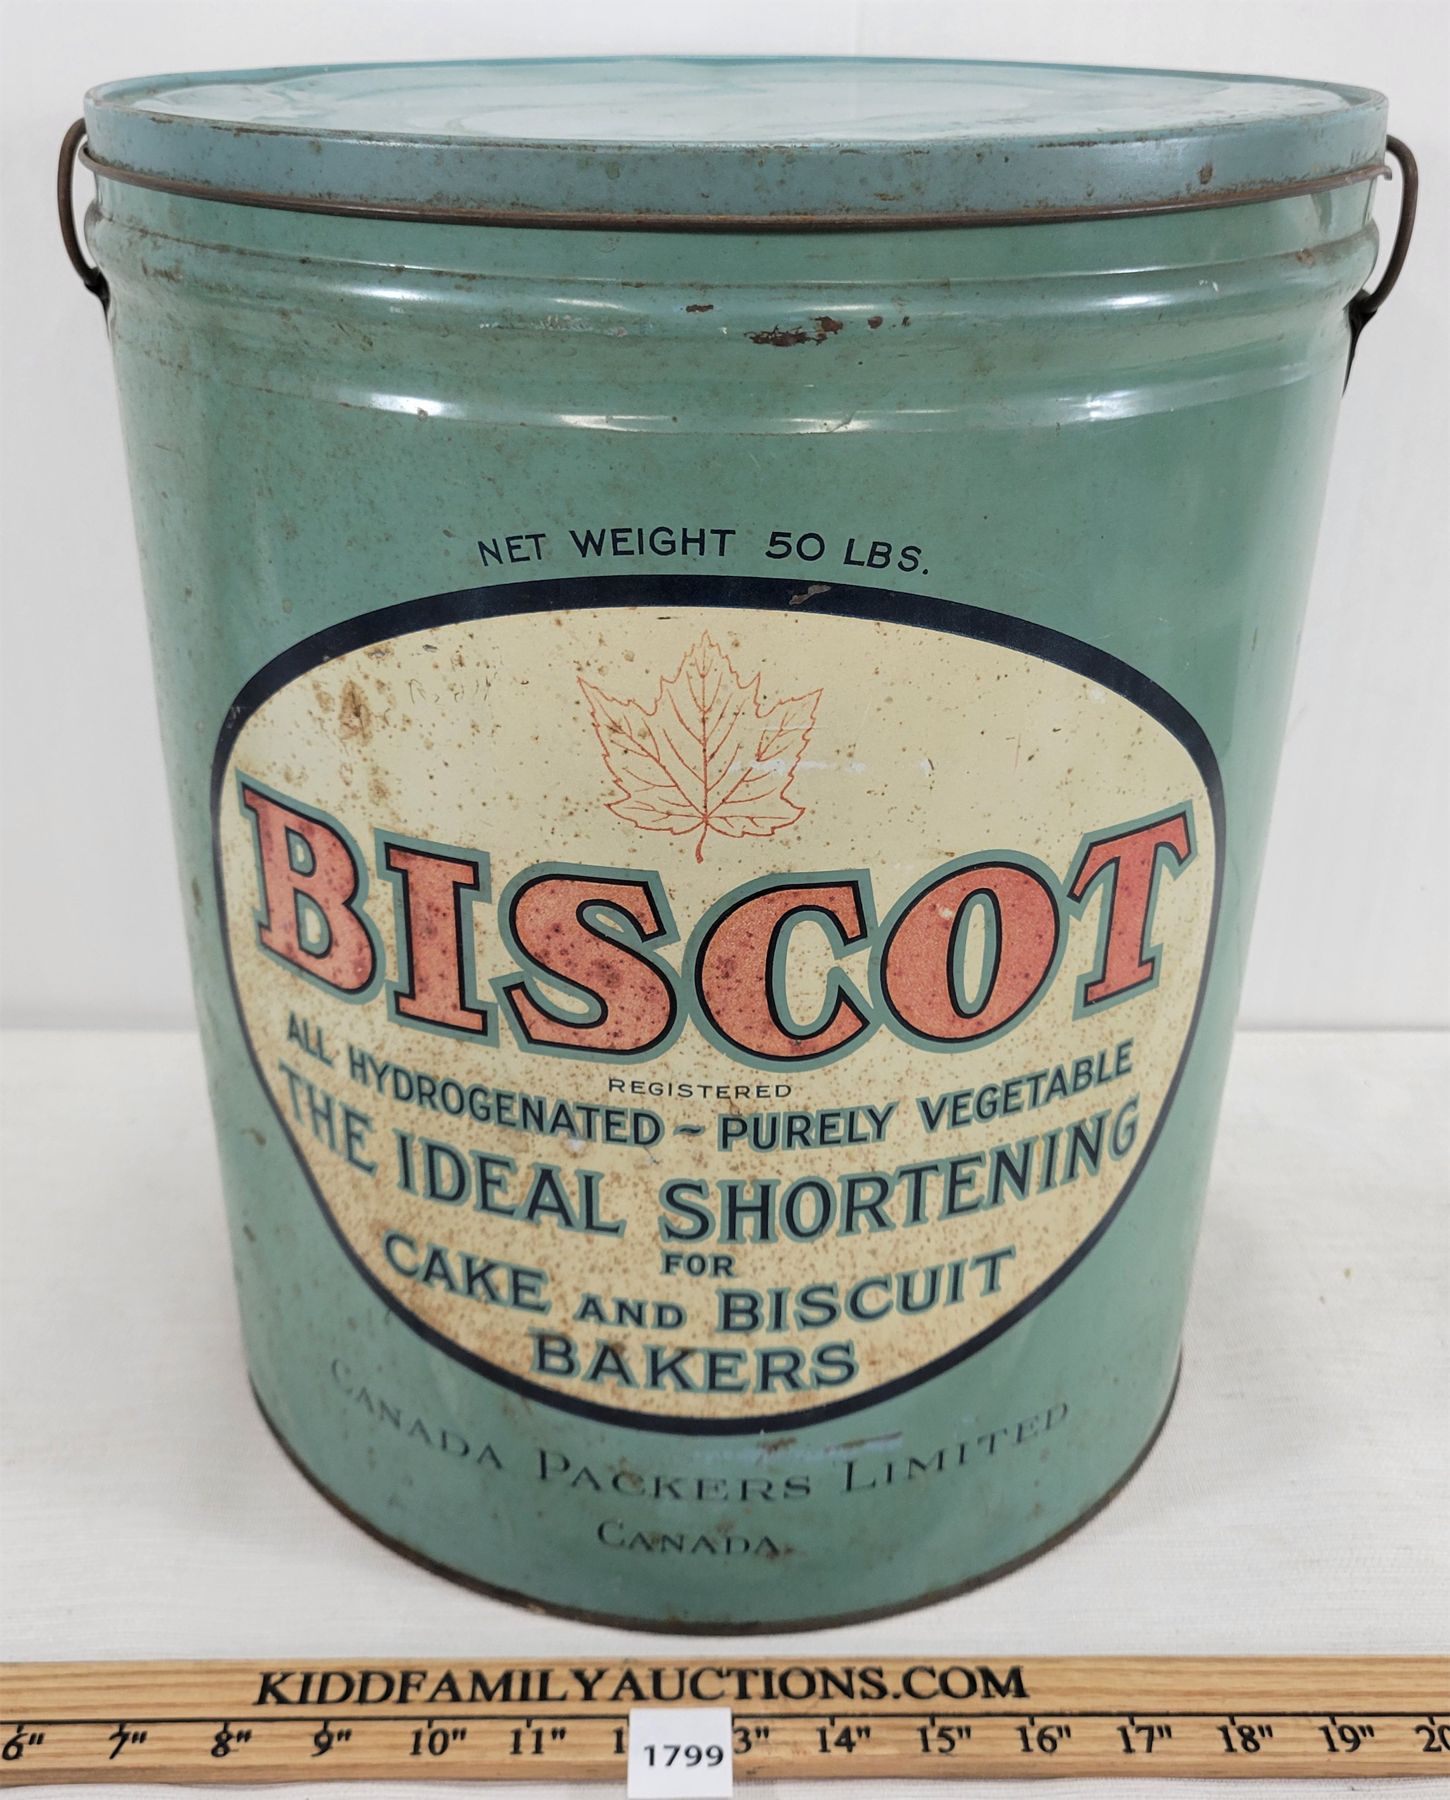 NET WEIGHT 50 LBS.
BISCOT
REGISTERED
ALL HYDROGENATED ~ PURELY VEGETABLE
THE IDEAL SHORTENING
FOR
CAKE AND BISCUIT
BAKERS
CANADA PACKERS LIMITED
CANADA
KIDDFAMILYAUCTIONS.COM
6" 7" 8" 9" 10" 11" 1 3" 14" 15" 16" 17" 18" 19" 20
1799